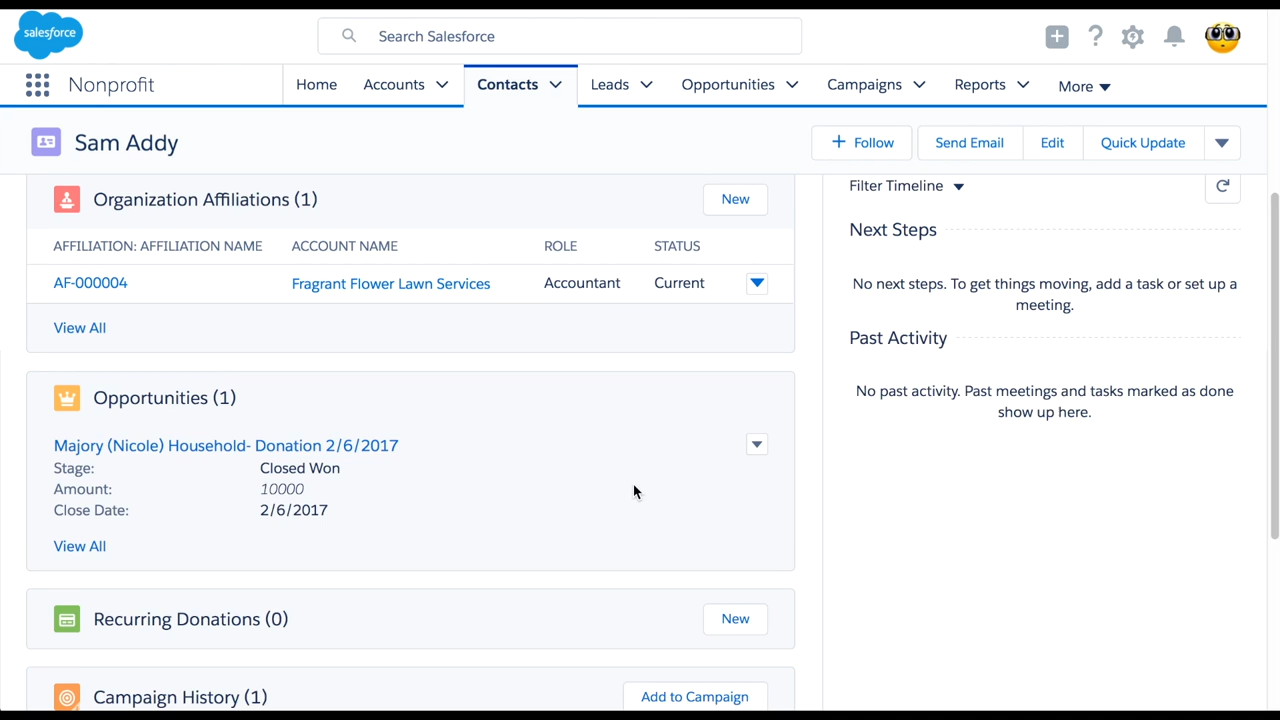 salesforce
Search Salesforce
Nonprofit
Home
Accounts
Contacts
Leads
Opportunities
Campaigns
Reports
More
Sam Addy
Follow
Send Email
Edit
Quick Update
Organization Affiliations (1)
New
AFFILIATION: AFFILIATION NAME
ACCOUNT NAME
ROLE
STATUS
AF-000004
Fragrant Flower Lawn Services
Accountant
Current
View All
Opportunities (1)
Majory (Nicole) Household- Donation 2/6/2017
Stage: Closed Won
Amount: 10000
Close Date: 2/6/2017
View All
Recurring Donations (0)
New
Campaign History (1)
Add to Campaign
Filter Timeline
Next Steps
No next steps. To get things moving, add a task or set up a
meeting.
Past Activity
No past activity. Past meetings and tasks marked as done
show up here.